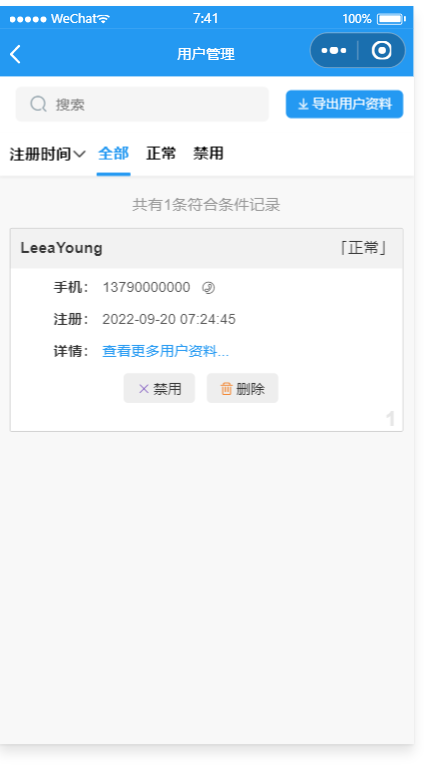 WeChat 7:41 100%
用户管理
搜索 导出用户资料
注册时间 全部 正常 禁用
共有1条符合条件记录
LeeaYoung 「正常」
手机： 13790000000
注册： 2022-09-20 07:24:45
详情： 查看更多用户资料...
禁用 删除
1